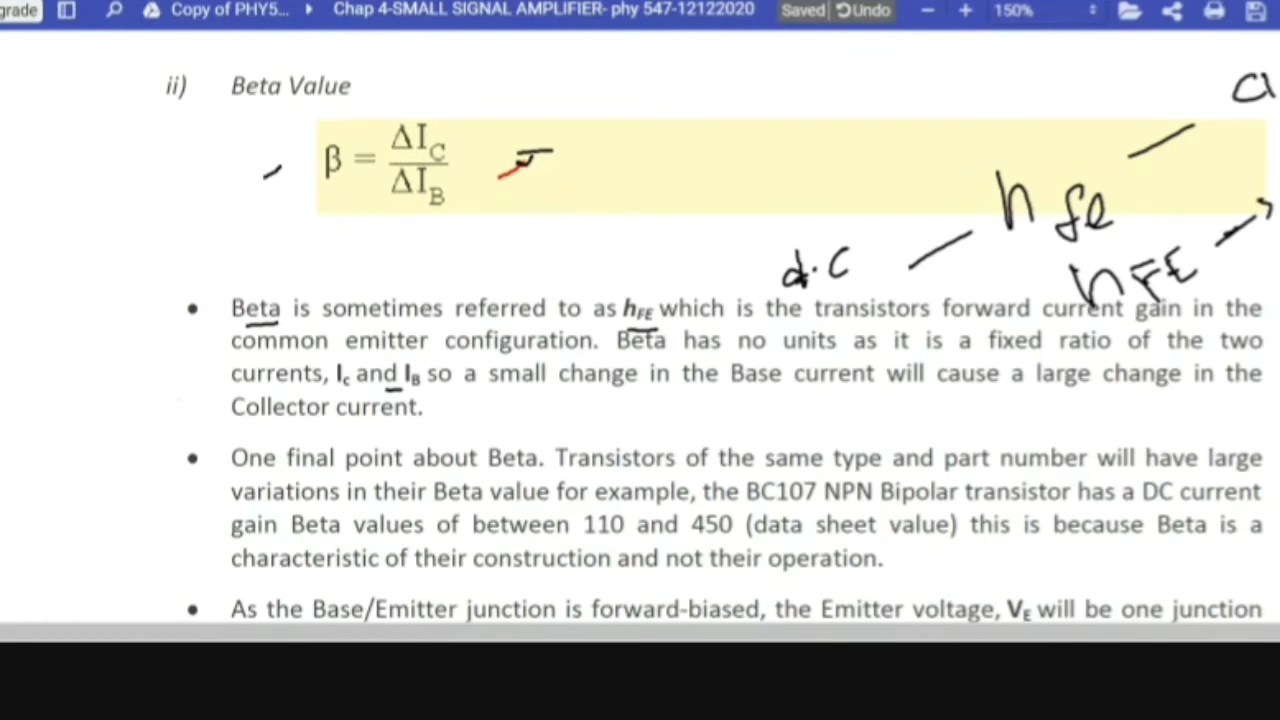 grade Copy of PHY5... Chap 4-SMALL SIGNAL AMPLIFIER- phy 547-12122020 Saved Undo 150%
ii) Beta Value
β = ΔI_C / ΔI_B
a
h fe
d.c
h FE
• Beta is sometimes referred to as h_FE which is the transistors forward current gain in the
common emitter configuration. Beta has no units as it is a fixed ratio of the two
currents, I_c and I_B so a small change in the Base current will cause a large change in the
Collector current.
• One final point about Beta. Transistors of the same type and part number will have large
variations in their Beta value for example, the BC107 NPN Bipolar transistor has a DC current
gain Beta values of between 110 and 450 (data sheet value) this is because Beta is a
characteristic of their construction and not their operation.
• As the Base/Emitter junction is forward-biased, the Emitter voltage, V_E will be one junction